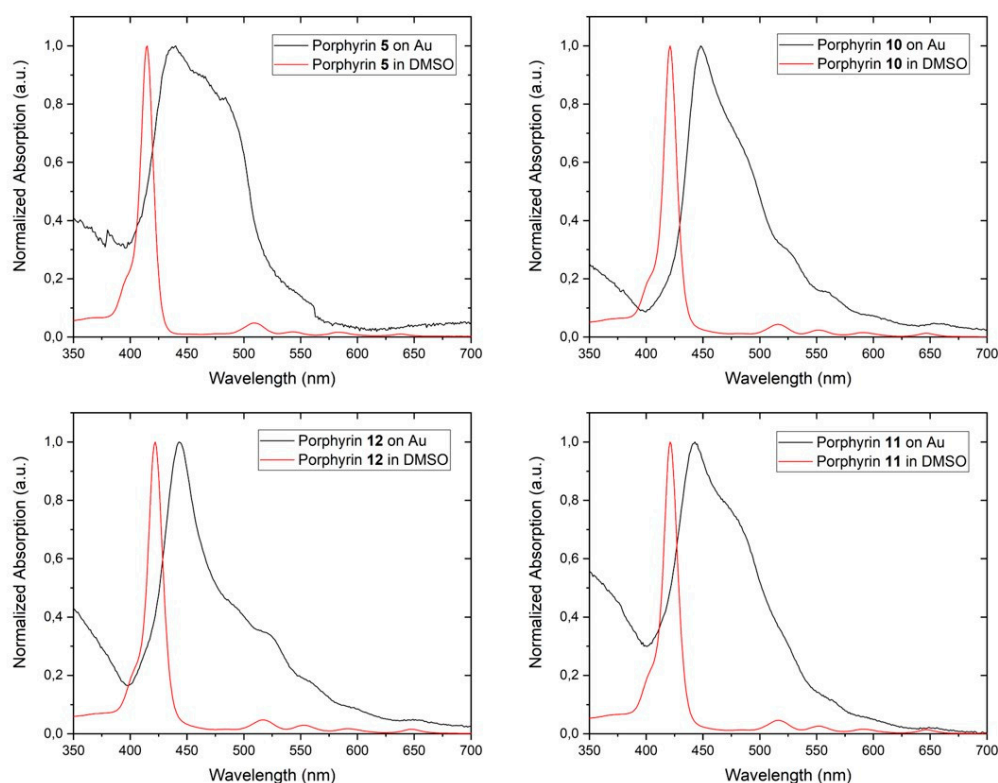 Porphyrin 5 on Au
Porphyrin 5 in DMSO
Normalized Absorption (a.u.)
1,0
0,8
0,6
0,4
0,2
0,0
350 400 450 500 550 600 650 700
Wavelength (nm)
Porphyrin 10 on Au
Porphyrin 10 in DMSO
Normalized Absorption (a.u.)
1,0
0,8
0,6
0,4
0,2
0,0
350 400 450 500 550 600 650 700
Wavelength (nm)
Porphyrin 12 on Au
Porphyrin 12 in DMSO
Normalized Absorption (a.u.)
1,0
0,8
0,6
0,4
0,2
0,0
350 400 450 500 550 600 650 700
Wavelength (nm)
Porphyrin 11 on Au
Porphyrin 11 in DMSO
Normalized Absorption (a.u.)
1,0
0,8
0,6
0,4
0,2
0,0
350 400 450 500 550 600 650 700
Wavelength (nm)